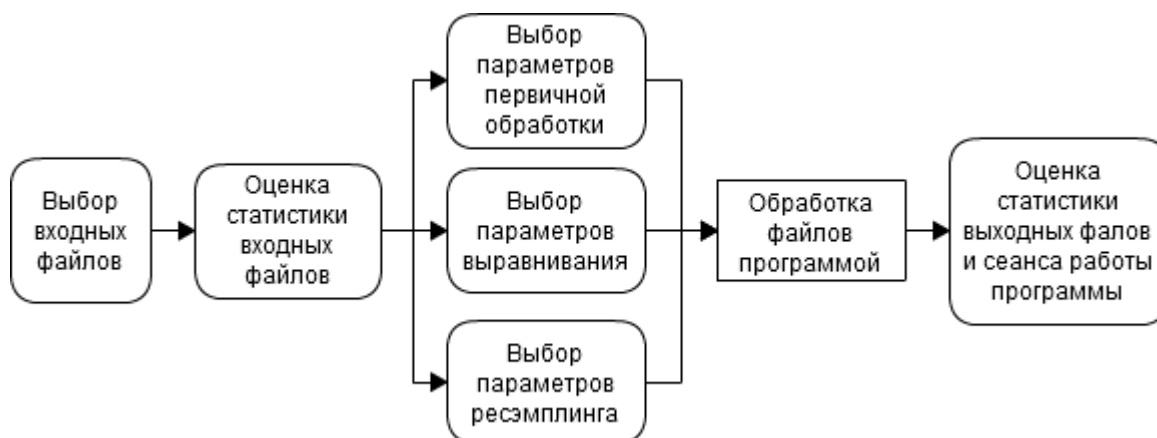 Выбор
входных
файлов
Оценка
статистики
входных
файлов
Выбор
параметров
первичной
обработки
Выбор
параметров
выравнивания
Выбор
параметров
ресэмплинга
Обработка
файлов
программой
Оценка
статистики
выходных фалов
и сеанса работы
программы